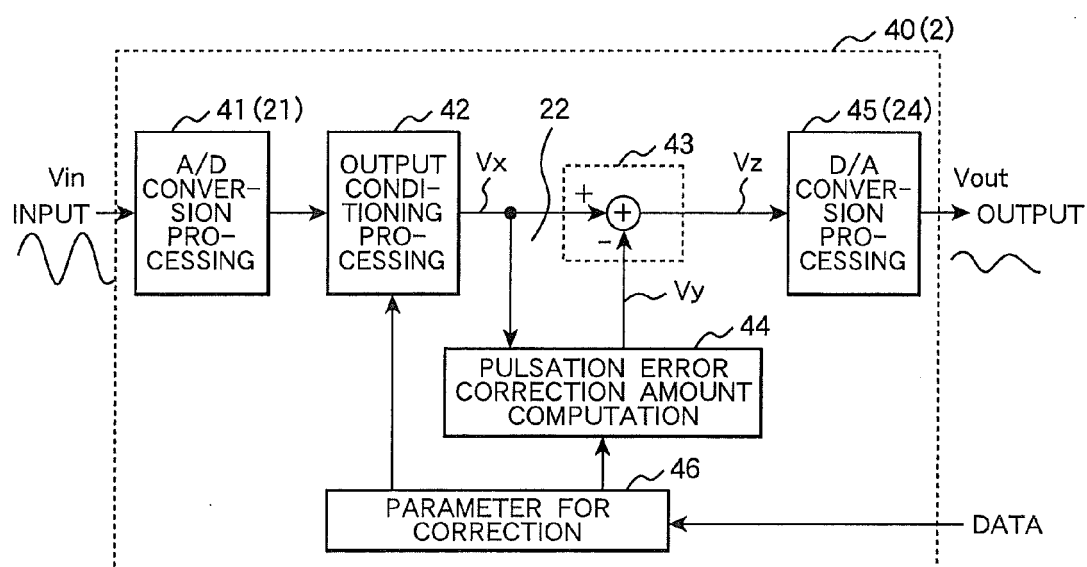 40(2)
41(21)
42
22
43
45(24)
Vin
INPUT
A/D
CONVER-
SION
PRO-
CESSING
OUTPUT
CONDI-
TIONING
PRO-
CESSING
Vx
+
+
-
Vz
D/A
CONVER-
SION
PRO-
CESSING
Vout
OUTPUT
Vy
44
PULSATION ERROR
CORRECTION AMOUNT
COMPUTATION
46
PARAMETER FOR
CORRECTION
DATA